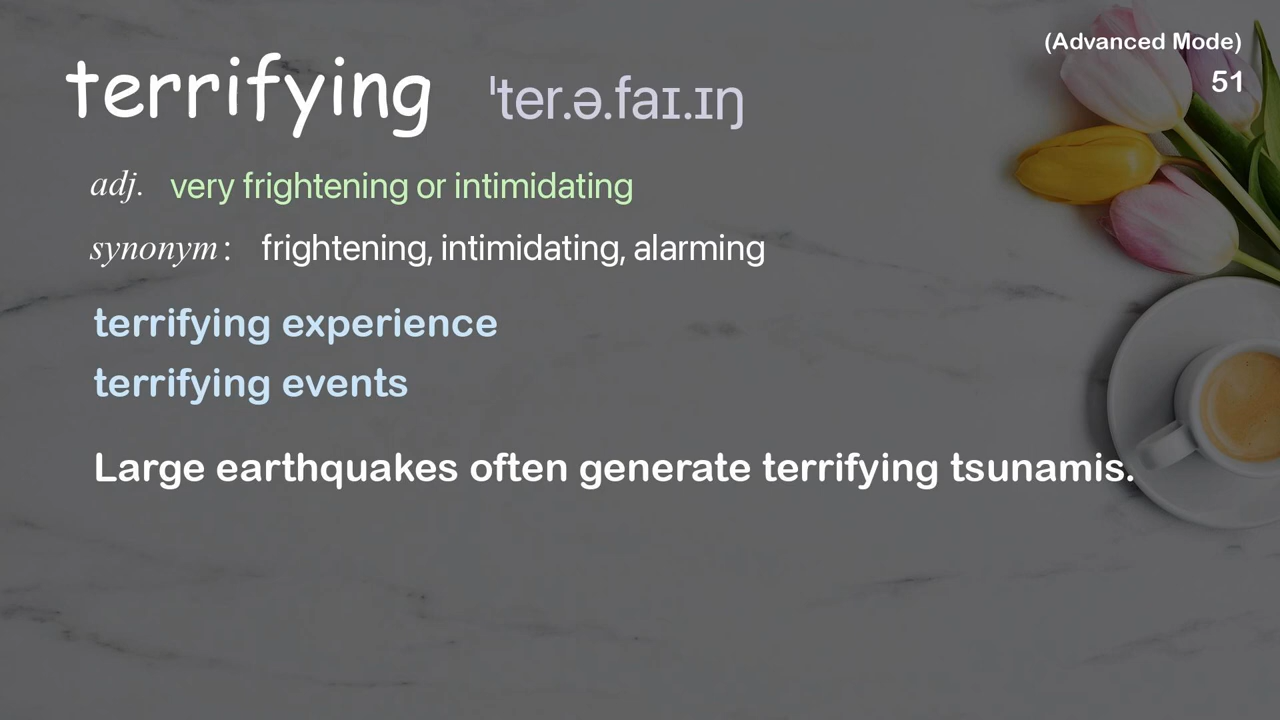 (Advanced Mode)
51
terrifying ˈter.ə.faɪ.ɪŋ
adj. very frightening or intimidating
synonym: frightening, intimidating, alarming
terrifying experience
terrifying events
Large earthquakes often generate terrifying tsunamis.